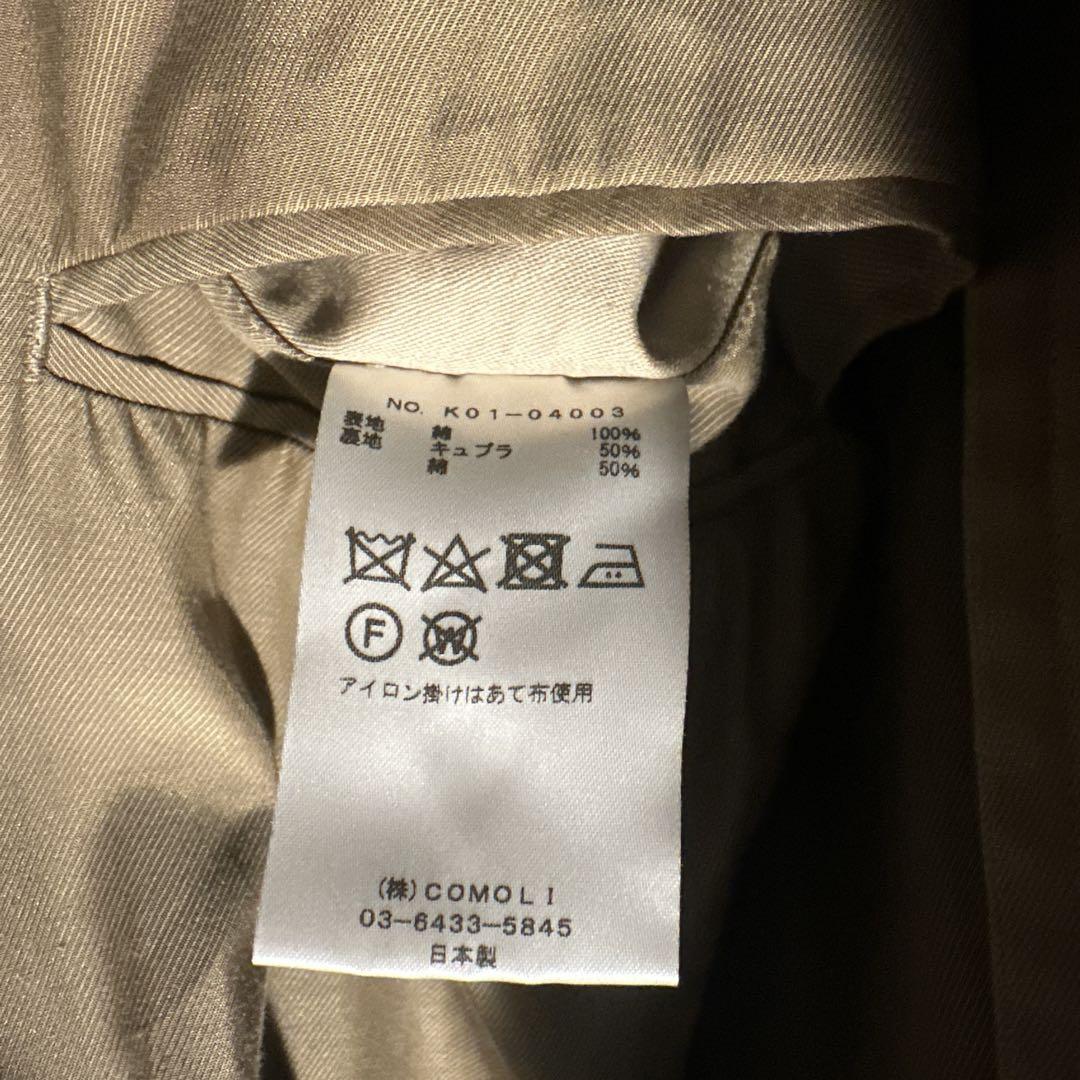 NO. K01-04003
表地 綿 100%
裏地 キュプラ 50%
綿 50%
F
W
アイロン掛けはあて布使用
(株)COMOLI
03-6433-5845
日本製